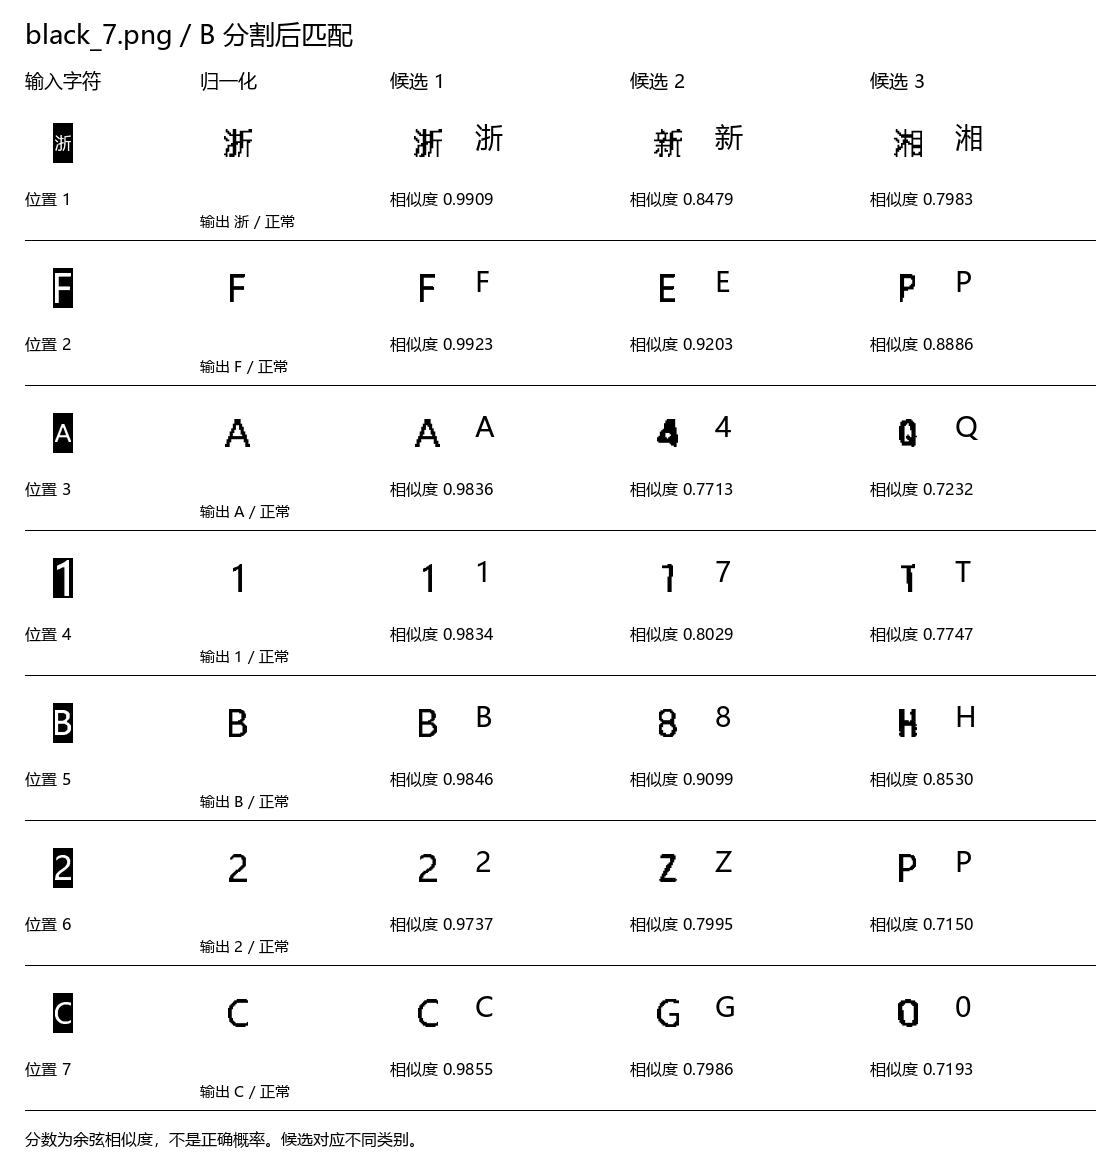 black_7.png / B 分割后匹配
输入字符 归一化 候选 1 候选 2 候选 3
浙 浙 浙 浙 新 新 湘 湘
位置 1 相似度 0.9909 相似度 0.8479 相似度 0.7983
输出 浙 / 正常
F F F F E E P P
位置 2 相似度 0.9923 相似度 0.9203 相似度 0.8886
输出 F / 正常
A A A A 4 4 Q Q
位置 3 相似度 0.9836 相似度 0.7713 相似度 0.7232
输出 A / 正常
1 1 1 1 7 7 T T
位置 4 相似度 0.9834 相似度 0.8029 相似度 0.7747
输出 1 / 正常
B B B B 8 8 H H
位置 5 相似度 0.9846 相似度 0.9099 相似度 0.8530
输出 B / 正常
2 2 2 2 Z Z P P
位置 6 相似度 0.9737 相似度 0.7995 相似度 0.7150
输出 2 / 正常
C C C C G G 0 0
位置 7 相似度 0.9855 相似度 0.7986 相似度 0.7193
输出 C / 正常
分数为余弦相似度，不是正确概率。候选对应不同类别。